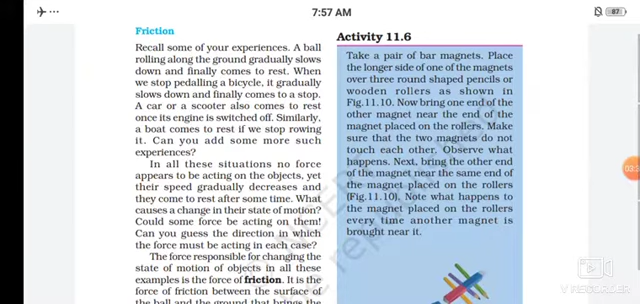 7:57 AM
87
Friction
Recall some of your experiences. A ball
rolling along the ground gradually slows
down and finally comes to rest. When
we stop pedalling a bicycle, it gradually
slows down and finally comes to a stop.
A car or a scooter also comes to rest
once its engine is switched off. Similarly,
a boat comes to rest if we stop rowing
it. Can you add some more such
experiences?
In all these situations no force
appears to be acting on the objects, yet
their speed gradually decreases and
they come to rest after some time. What
causes a change in their state of motion?
Could some force be acting on them!
Can you guess the direction in which
the force must be acting in each case?
The force responsible for changing the
state of motion of objects in all these
examples is the force of friction. It is the
force of friction between the surface of
the ball and the ground that brings the
Activity 11.6
Take a pair of bar magnets. Place
the longer side of one of the magnets
over three round shaped pencils or
wooden rollers as shown in
Fig.11.10. Now bring one end of the
other magnet near the end of the
magnet placed on the rollers. Make
sure that the two magnets do not
touch each other. Observe what
happens. Next, bring the other end
of the magnet near the same end of
the magnet placed on the rollers
(Fig.11.10). Note what happens to
the magnet placed on the rollers
every time another magnet is
brought near it.
V RECORDER